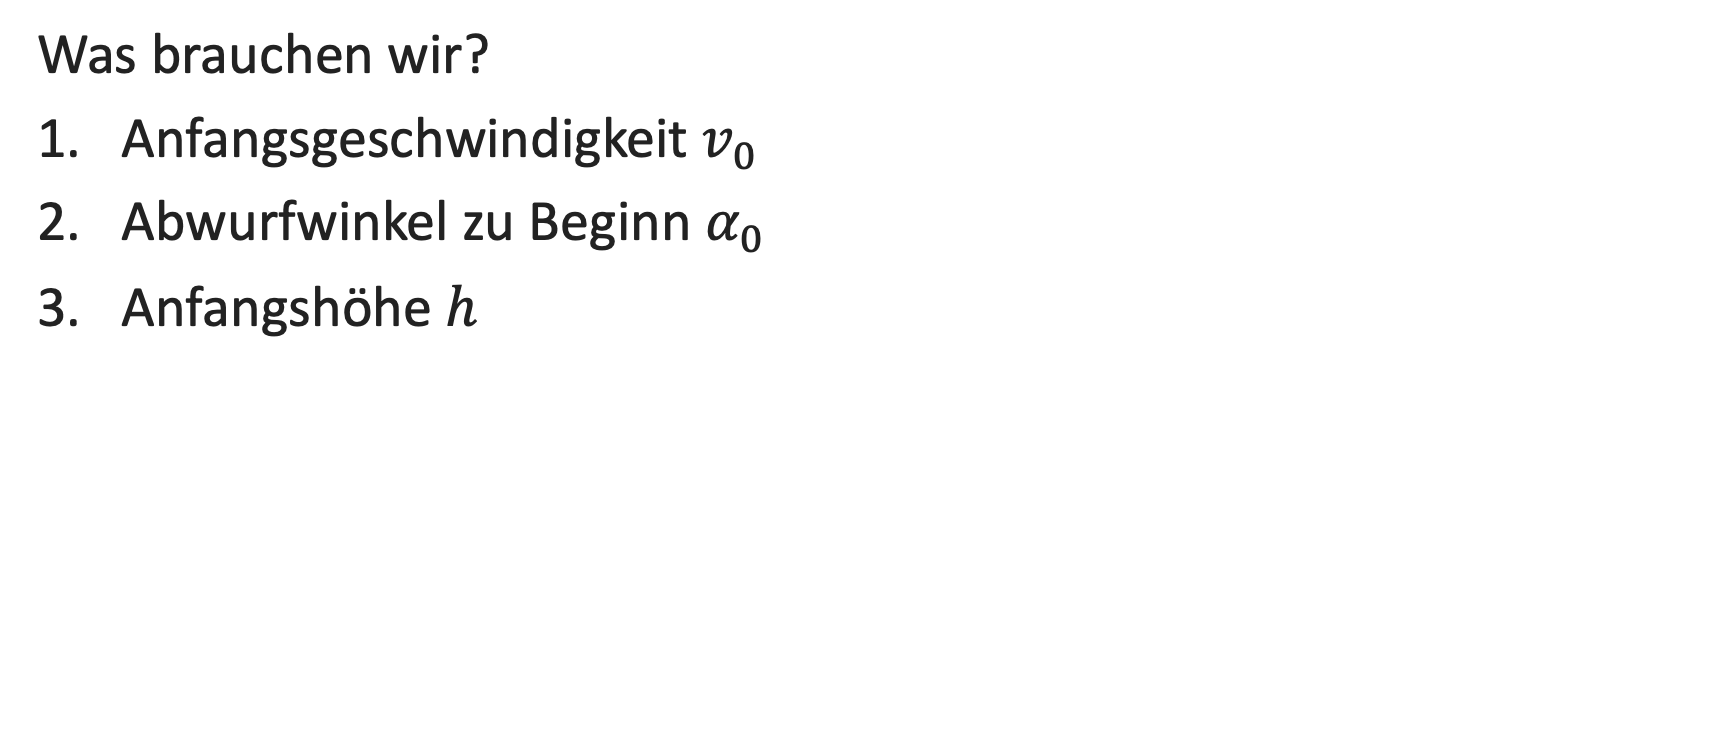 Was brauchen wir?
1. Anfangsgeschwindigkeit v₀
2. Abwurfwinkel zu Beginn α₀
3. Anfangshöhe h